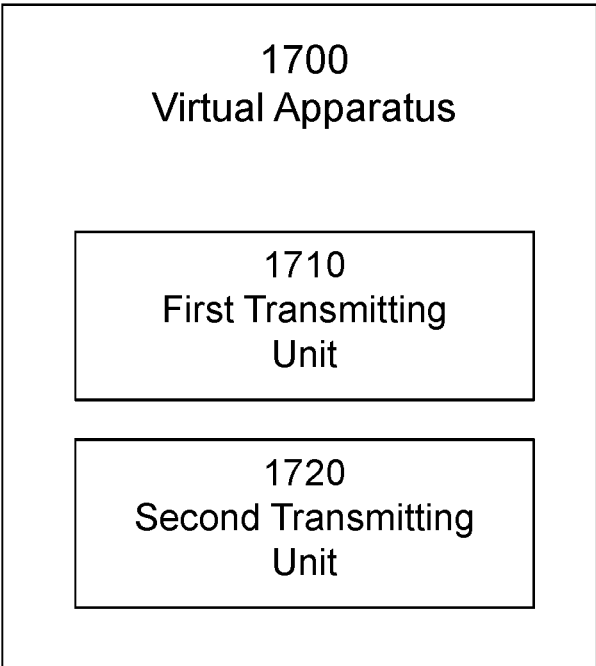 1700
Virtual Apparatus
1710
First Transmitting
Unit
1720
Second Transmitting
Unit